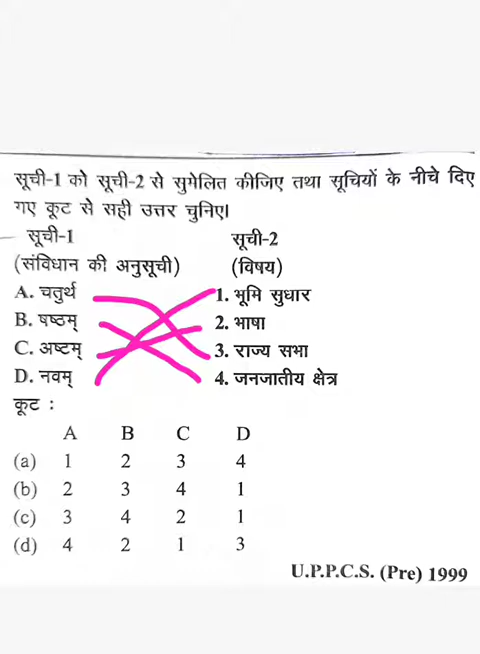 सूची-1 को सूची-2 से सुमेलित कीजिए तथा सूचियों के नीचे दिए
गए कूट से सही उत्तर चुनिए।
सूची-1 सूची-2
(संविधान की अनुसूची) (विषय)
A. चतुर्थ 1. भूमि सुधार
B. षष्ठम् 2. भाषा
C. अष्टम् 3. राज्य सभा
D. नवम् 4. जनजातीय क्षेत्र
कूट :
A B C D
(a) 1 2 3 4
(b) 2 3 4 1
(c) 3 4 2 1
(d) 4 2 1 3
U.P.P.C.S. (Pre) 1999